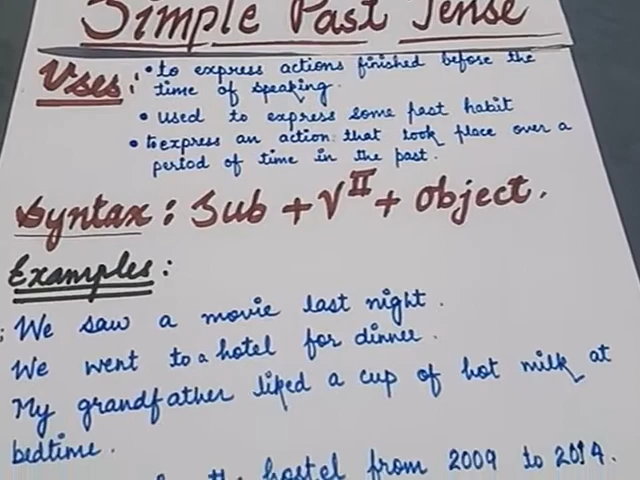 Simple Past Tense
Uses: • to express actions finished before the
time of speaking.
• used to express some past habit
• to express an action that took place over a
period of time in the past.
Syntax: Sub + V II + object.
Examples:
We saw a movie last night.
We went to a hotel for dinner.
My grandfather liked a cup of hot milk at
bedtime.
the hostel from 2009 to 2014.